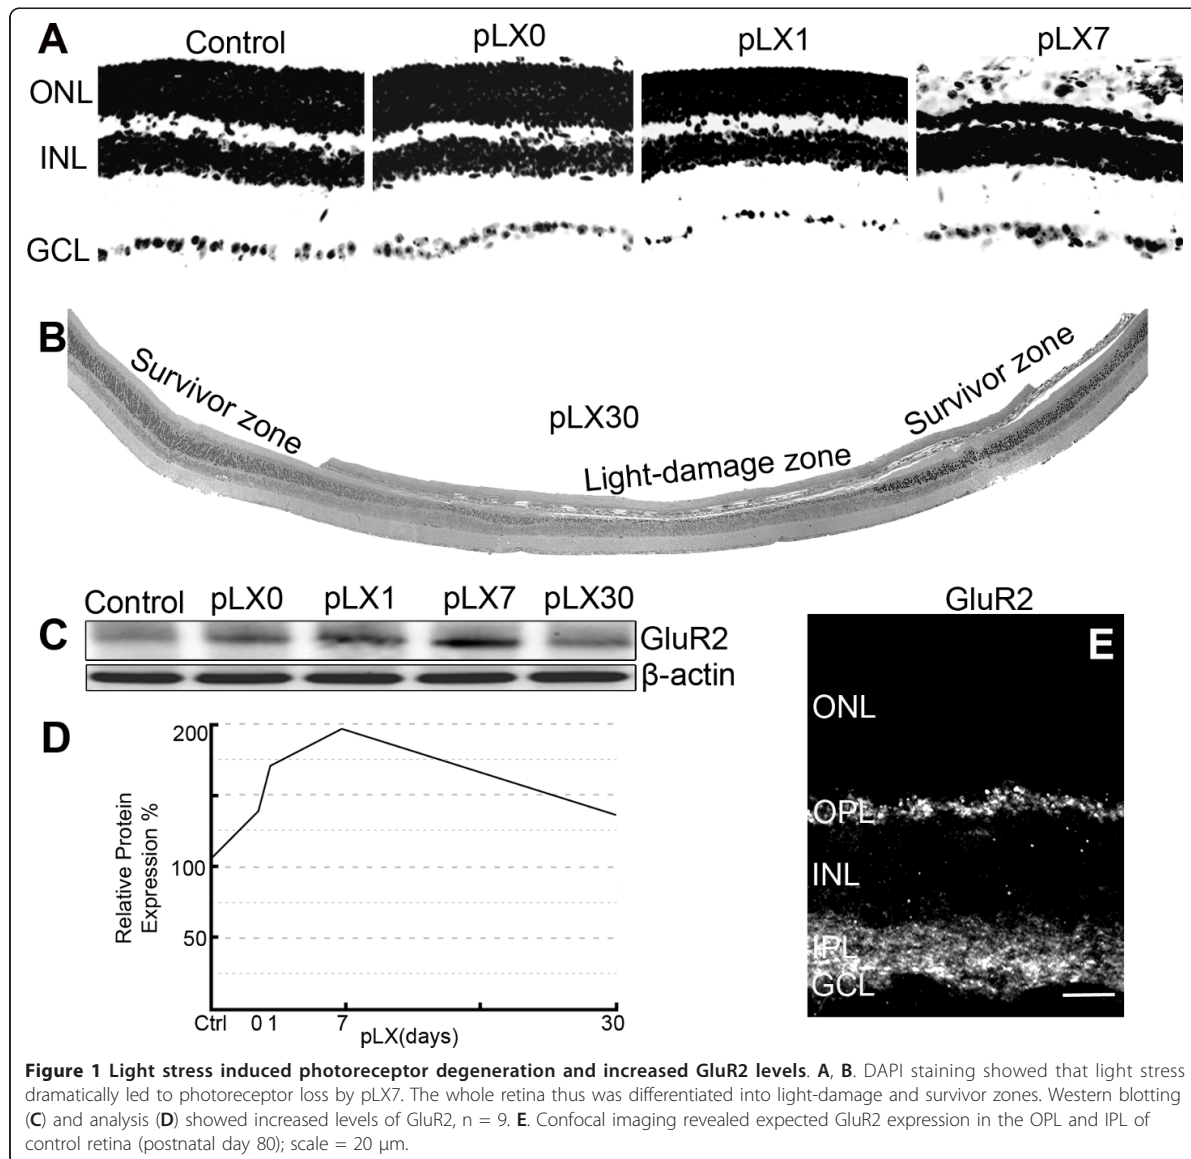 A
Control pLX0 pLX1 pLX7
ONL
INL
GCL
B
Survivor zone
pLX30
Light-damage zone
Survivor zone
Control pLX0 pLX1 pLX7 pLX30
C
GluR2
β-actin
D
200
100
50
Relative Protein
Expression %
Ctrl 0 1 7 30
pLX(days)
GluR2
E
ONL
OPL
INL
IPL
GCL
Figure 1 Light stress induced photoreceptor degeneration and increased GluR2 levels. A, B. DAPI staining showed that light stress
dramatically led to photoreceptor loss by pLX7. The whole retina thus was differentiated into light-damage and survivor zones. Western blotting
(C) and analysis (D) showed increased levels of GluR2, n = 9. E. Confocal imaging revealed expected GluR2 expression in the OPL and IPL of
control retina (postnatal day 80); scale = 20 μm.